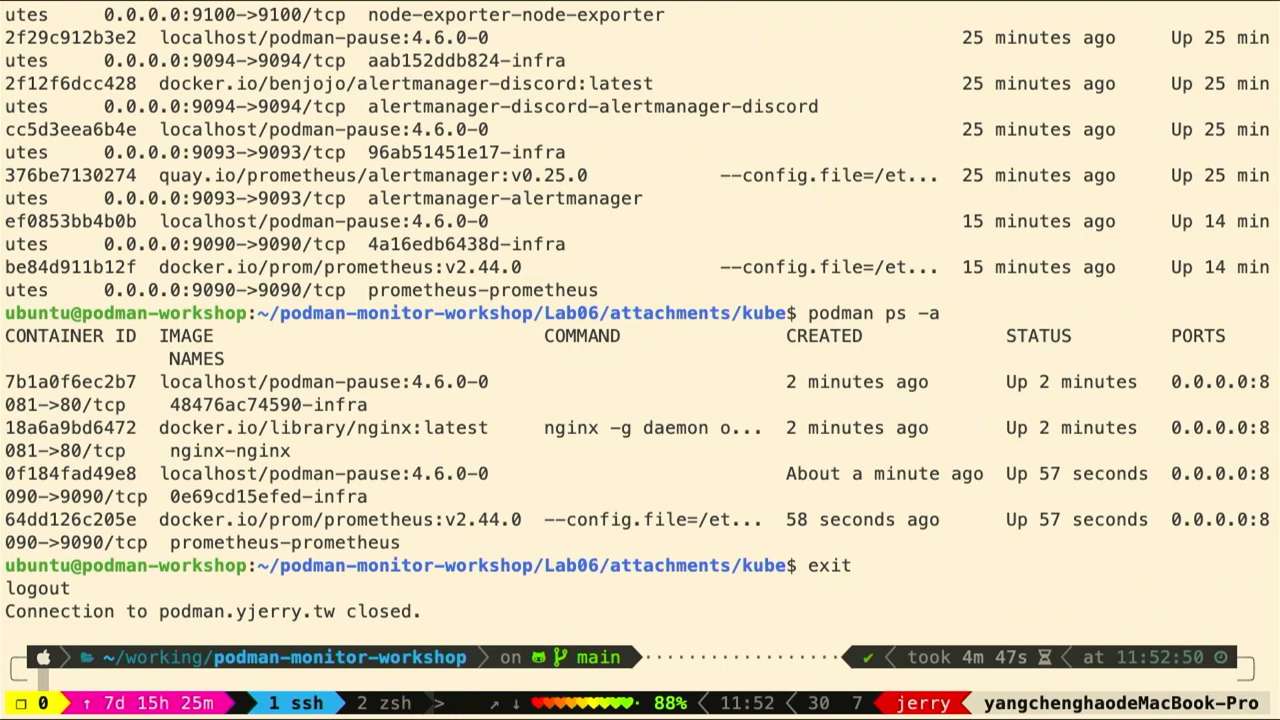 utes     0.0.0.0:9100->9100/tcp  node-exporter-node-exporter
2f29c912b3e2  localhost/podman-pause:4.6.0-0                                           25 minutes ago     Up 25 min
utes     0.0.0.0:9094->9094/tcp  aab152ddb824-infra
2f12f6dcc428  docker.io/benjojo/alertmanager-discord:latest                            25 minutes ago     Up 25 min
utes     0.0.0.0:9094->9094/tcp  alertmanager-discord-alertmanager-discord
cc5d3eea6b4e  localhost/podman-pause:4.6.0-0                                           25 minutes ago     Up 25 min
utes     0.0.0.0:9093->9093/tcp  96ab51451e17-infra
376be7130274  quay.io/prometheus/alertmanager:v0.25.0            --config.file=/et...  25 minutes ago     Up 25 min
utes     0.0.0.0:9093->9093/tcp  alertmanager-alertmanager
ef0853bb4b0b  localhost/podman-pause:4.6.0-0                                           15 minutes ago     Up 14 min
utes     0.0.0.0:9090->9090/tcp  4a16edb6438d-infra
be84d911b12f  docker.io/prom/prometheus:v2.44.0                  --config.file=/et...  15 minutes ago     Up 14 min
utes     0.0.0.0:9090->9090/tcp  prometheus-prometheus
ubuntu@podman-workshop:~/podman-monitor-workshop/Lab06/attachments/kube$ podman ps -a
CONTAINER ID  IMAGE                              COMMAND               CREATED             STATUS         PORTS
NAMES
7b1a0f6ec2b7  localhost/podman-pause:4.6.0-0                           2 minutes ago       Up 2 minutes   0.0.0.0:8
081->80/tcp    48476ac74590-infra
18a6a9bd6472  docker.io/library/nginx:latest     nginx -g daemon o...  2 minutes ago       Up 2 minutes   0.0.0.0:8
081->80/tcp    nginx-nginx
0f184fad49e8  localhost/podman-pause:4.6.0-0                           About a minute ago  Up 57 seconds  0.0.0.0:8
090->9090/tcp  0e69cd15efed-infra
64dd126c205e  docker.io/prom/prometheus:v2.44.0  --config.file=/et...  58 seconds ago      Up 57 seconds  0.0.0.0:8
090->9090/tcp  prometheus-prometheus
ubuntu@podman-workshop:~/podman-monitor-workshop/Lab06/attachments/kube$ exit
logout
Connection to podman.yjerry.tw closed.
~/working/podman-monitor-workshop on main ✔ took 4m 47s at 11:52:50
0 ↑ 7d 15h 25m 1 ssh 2 zsh > ↗ ↓ 88% 11:52 30 7 jerry yangchenghaodeMacBook-Pro